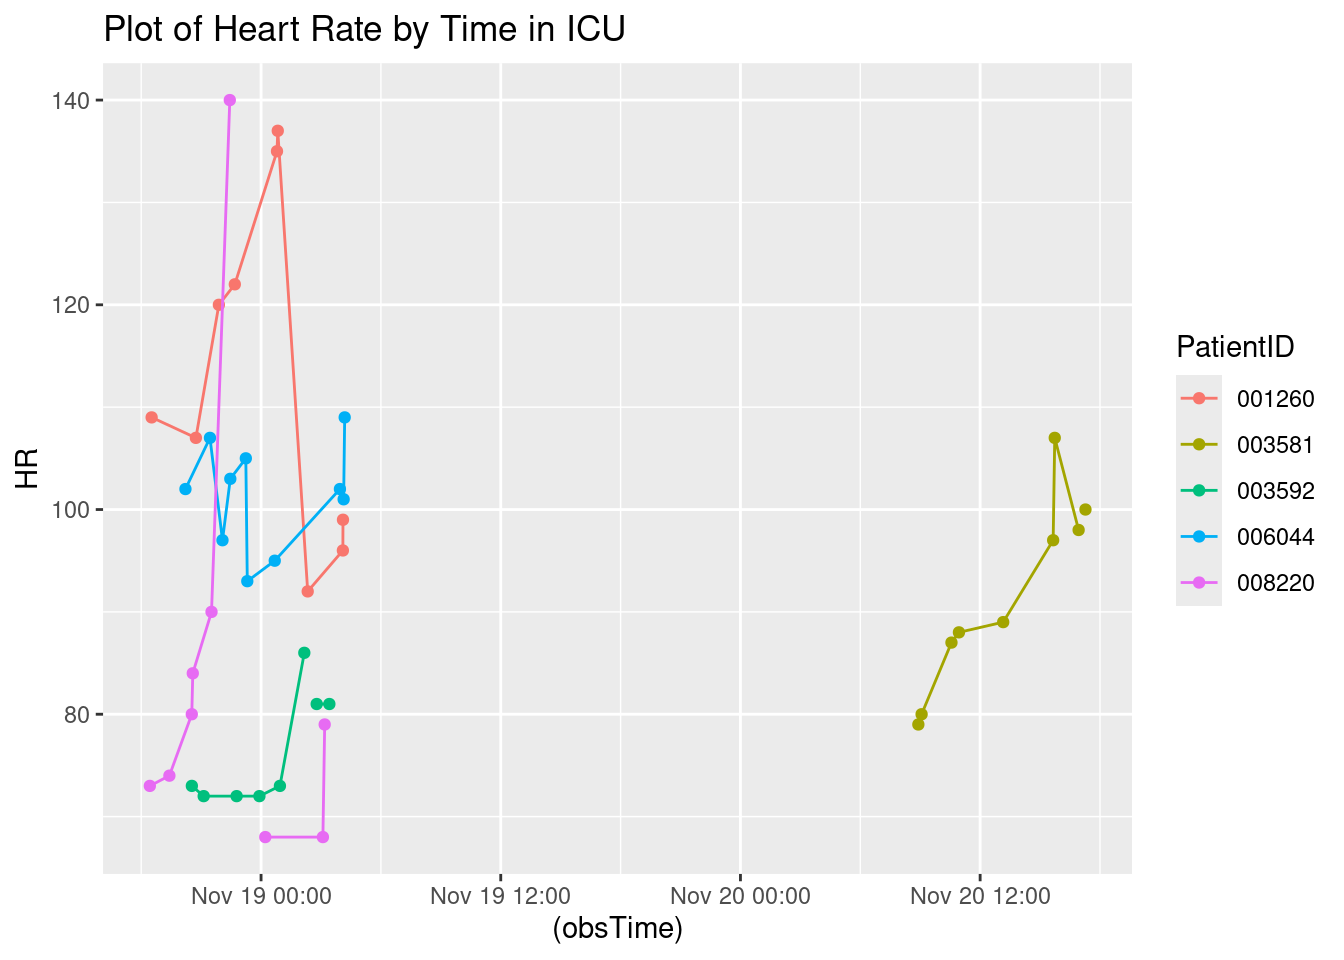 Plot of Heart Rate by Time in ICU
140
120
100
80
HR
Nov 19 00:00
Nov 19 12:00
Nov 20 00:00
Nov 20 12:00
(obsTime)
PatientID
001260
003581
003592
006044
008220